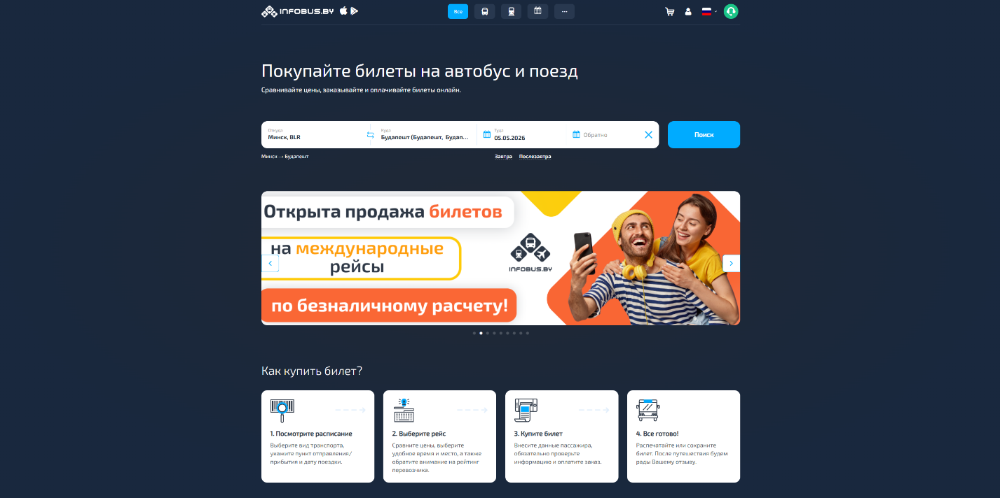 INFOBUS.BY
Все
Покупайте билеты на автобус и поезд
Сравнивайте цены, заказывайте и оплачивайте билеты онлайн.
Откуда
Минск, BLR
Куда
Будапешт (Будапешт, Будап...
Туда
05.05.2026
Обратно
Поиск
Минск → Будапешт
Завтра
Послезавтра
Открыта продажа билетов
на международные
рейсы
по безналичному расчету!
INFOBUS.BY
Как купить билет?
1. Посмотрите расписание
Выберите вид транспорта,
укажите пункт отправления/
прибытия и дату поездки.
2. Выберите рейс
Сравните цены, выберите
удобное время и место, а также
обратите внимание на рейтинг
перевозчика.
3. Купите билет
Внесите данные пассажира,
обязательно проверьте
информацию и оплатите заказ.
4. Все готово!
Распечатайте или сохраните
билет. После путешествия будем
рады Вашему отзыву.